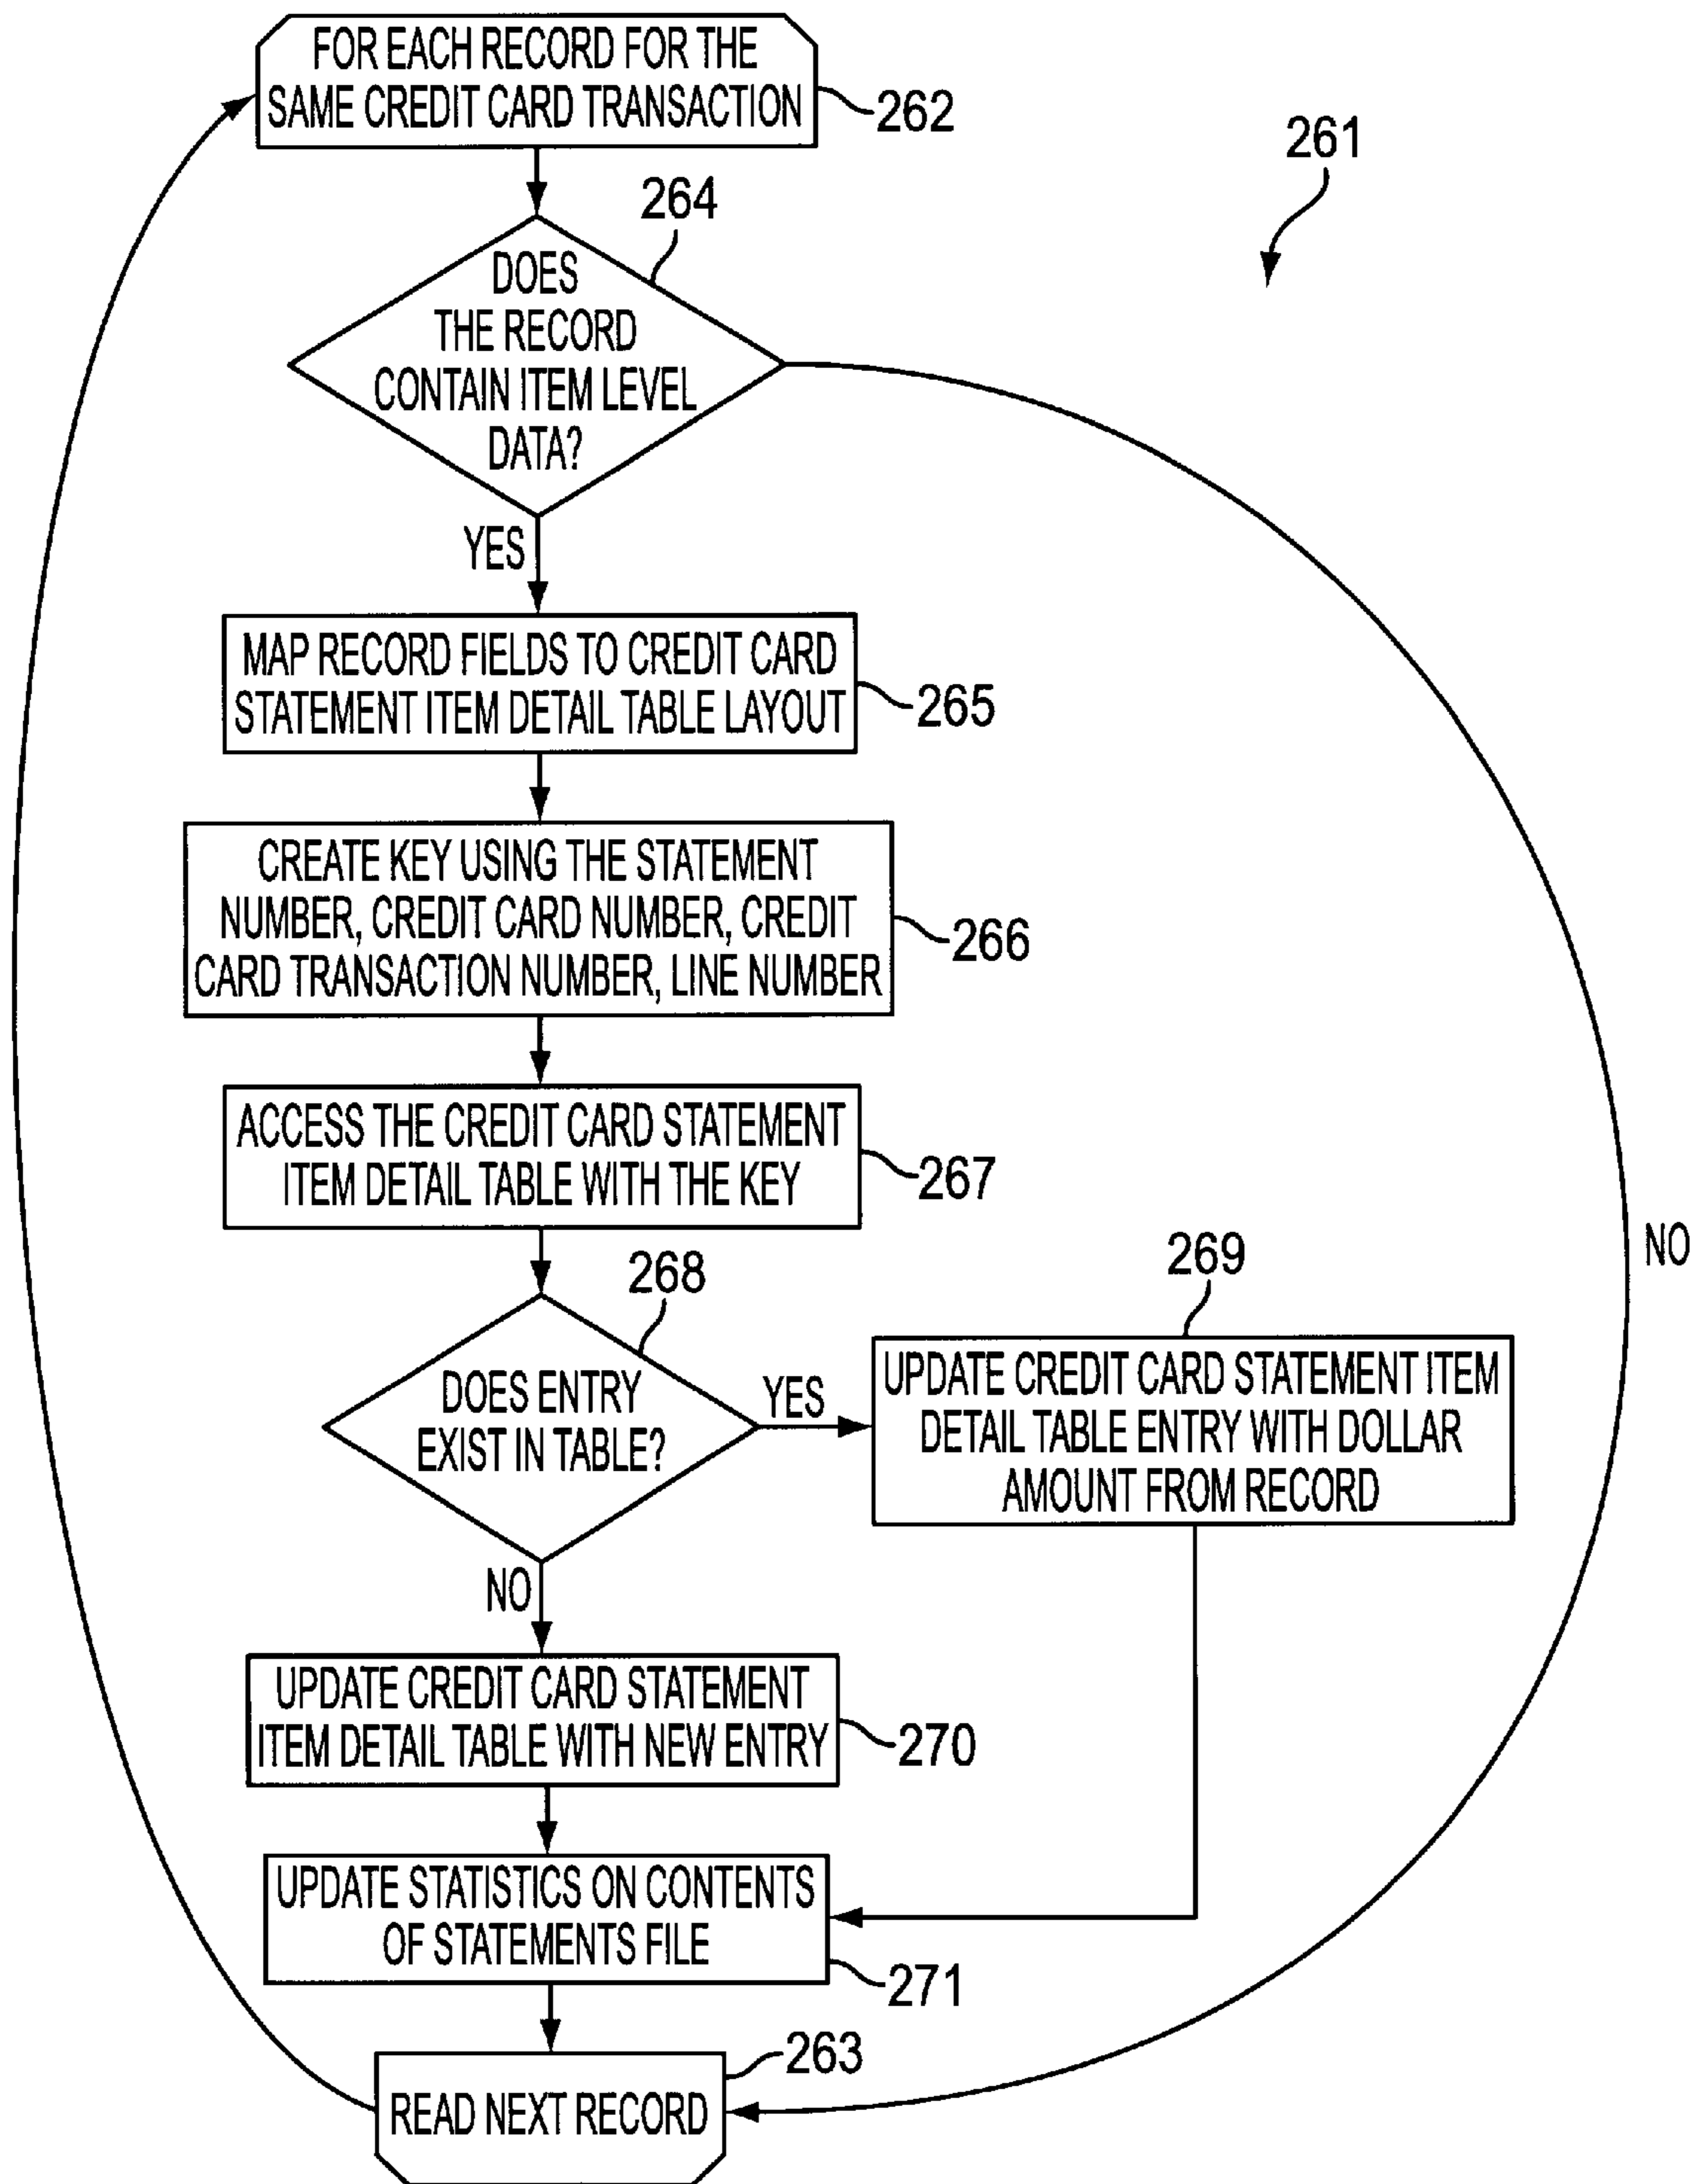 FOR EACH RECORD FOR THE
SAME CREDIT CARD TRANSACTION
262
261
264
DOES
THE RECORD
CONTAIN ITEM LEVEL
DATA?
YES
MAP RECORD FIELDS TO CREDIT CARD
STATEMENT ITEM DETAIL TABLE LAYOUT
265
CREATE KEY USING THE STATEMENT
NUMBER, CREDIT CARD NUMBER, CREDIT
CARD TRANSACTION NUMBER, LINE NUMBER
266
ACCESS THE CREDIT CARD STATEMENT
ITEM DETAIL TABLE WITH THE KEY
267
NO
268
DOES ENTRY
EXIST IN TABLE?
YES
269
UPDATE CREDIT CARD STATEMENT ITEM
DETAIL TABLE ENTRY WITH DOLLAR
AMOUNT FROM RECORD
NO
UPDATE CREDIT CARD STATEMENT
ITEM DETAIL TABLE WITH NEW ENTRY
270
UPDATE STATISTICS ON CONTENTS
OF STATEMENTS FILE
271
263
READ NEXT RECORD